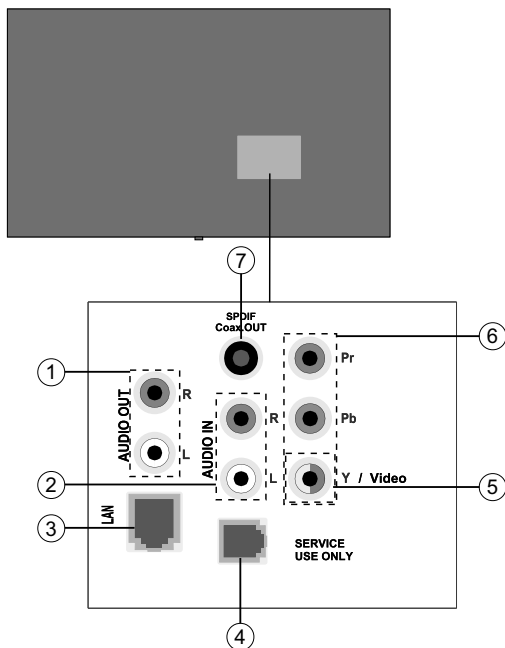 7
SPDIF
Coax.OUT
6
1
Pr
R
AUDIO OUT
R
Pb
AUDIO IN
L
L
Y / Video
2
5
3
LAN
SERVICE
USE ONLY
4